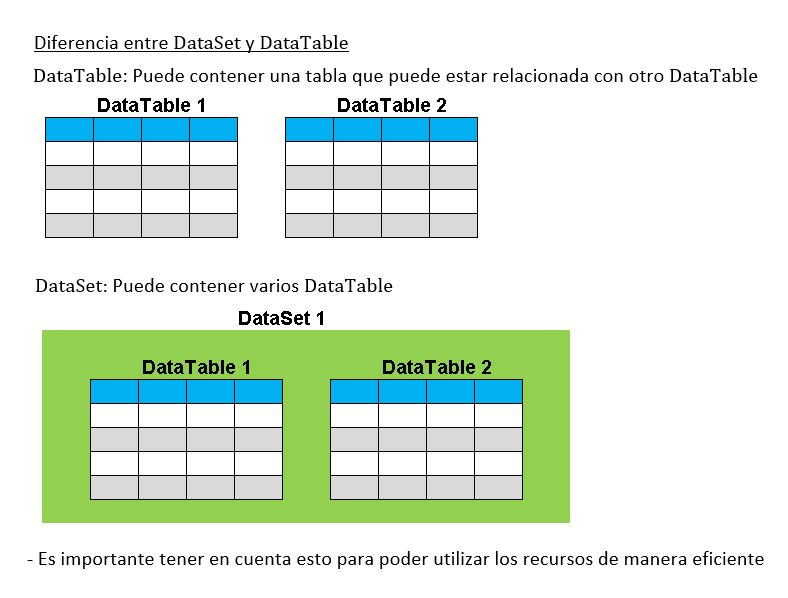 Diferencia entre DataSet y DataTable
DataTable: Puede contener una tabla que puede estar relacionada con otro DataTable
DataTable 1
DataTable 2
DataSet: Puede contener varios DataTable
DataSet 1
DataTable 1
DataTable 2
- Es importante tener en cuenta esto para poder utilizar los recursos de manera eficiente